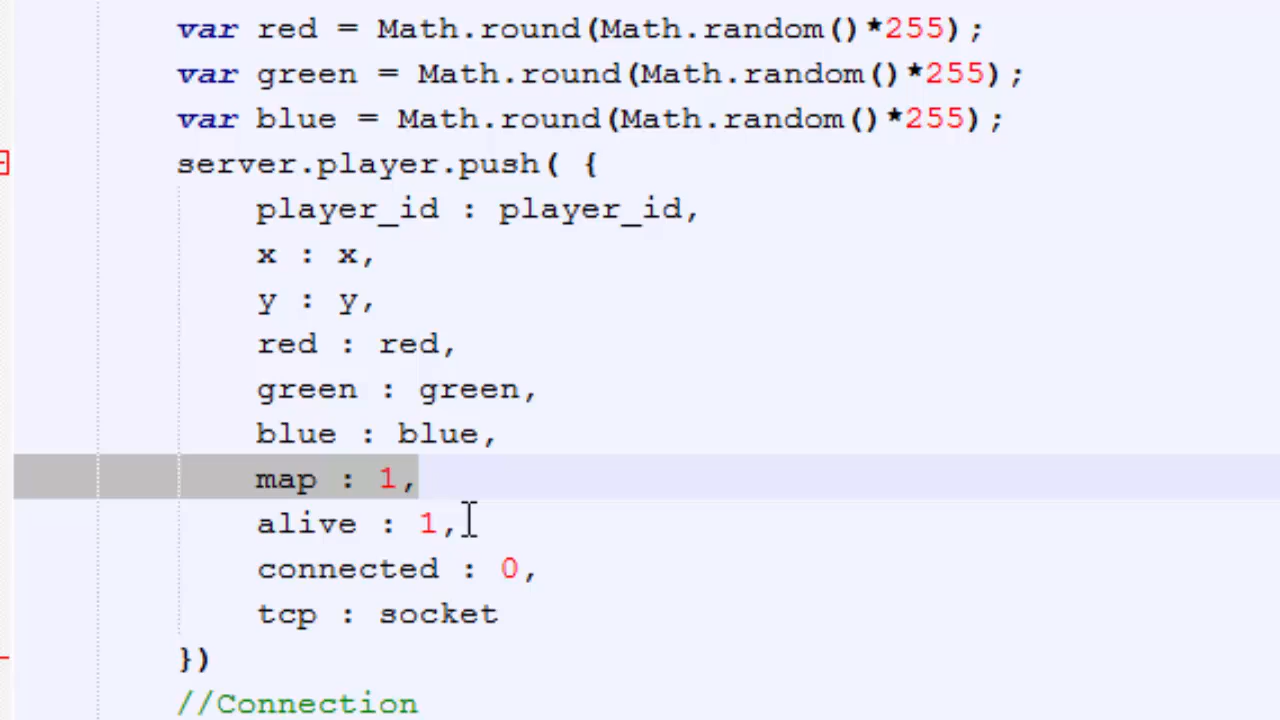 var red = Math.round(Math.random()*255);
var green = Math.round(Math.random()*255);
var blue = Math.round(Math.random()*255);
server.player.push( {
player_id : player_id,
x : x,
y : y,
red : red,
green : green,
blue : blue,
map : 1,
alive : 1,
connected : 0,
tcp : socket
})
//Connection